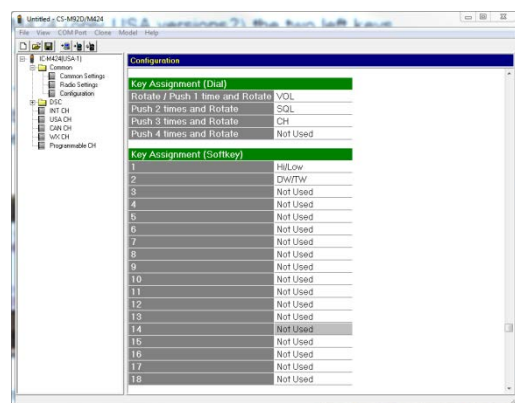 Untitled - CS-M92D/M424
USA versions?) the two left keys
File View COM Port Clone Model Help
IC-M424(USA-1)
Common
Common Settings
Radio Settings
Configuration
DSC
INT CH
USA CH
CAN CH
WX CH
Programmable CH
Configuration
Key Assignment (Dial)
Rotate / Push 1 time and Rotate VOL
Push 2 times and Rotate SQL
Push 3 times and Rotate CH
Push 4 times and Rotate Not Used
Key Assignment (Softkey)
1 Hi/Low
2 DW/TW
3 Not Used
4 Not Used
5 Not Used
6 Not Used
7 Not Used
8 Not Used
9 Not Used
10 Not Used
11 Not Used
12 Not Used
13 Not Used
14 Not Used
15 Not Used
16 Not Used
17 Not Used
18 Not Used